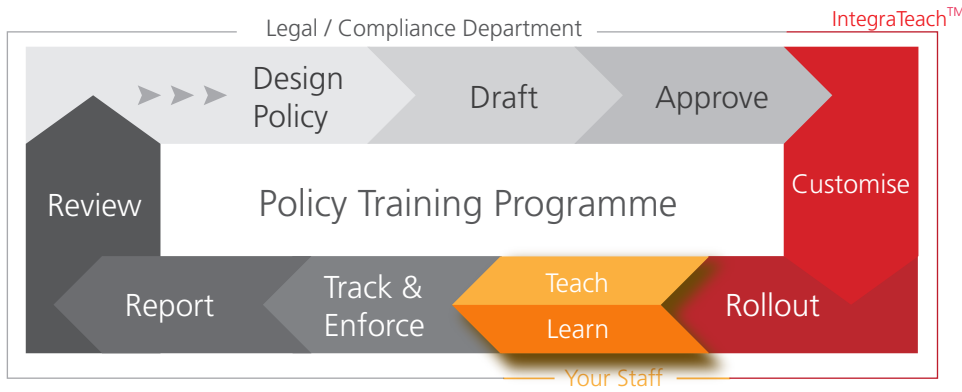 Legal / Compliance Department
IntegraTeach™
Design
Policy
Draft
Approve
Customise
Review
Policy Training Programme
Report
Track &
Enforce
Teach
Learn
Rollout
Your Staff